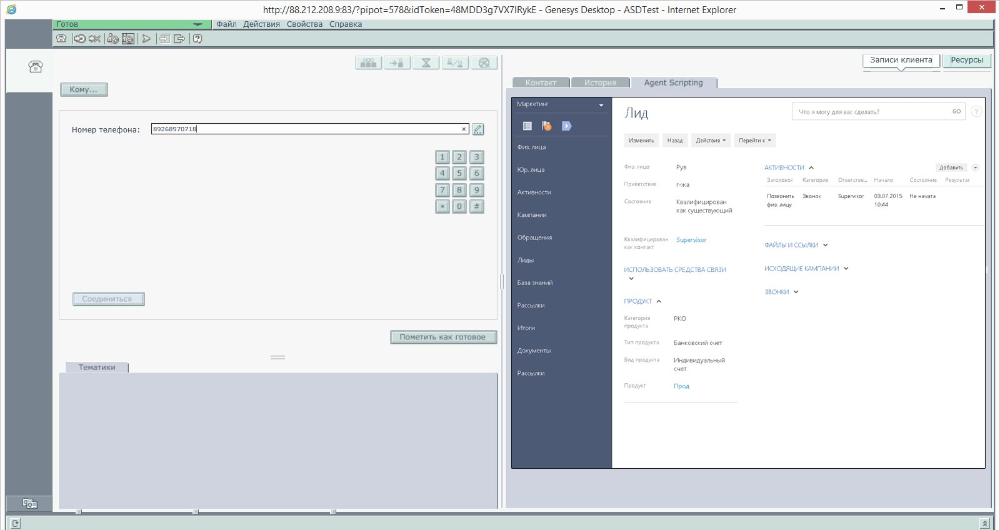 http://88.212.208.9:83/?pipot=578&idToken=48MDD3g7VX7IRykE - Genesys Desktop - ASDTest - Internet Explorer
Готов
Файл Действия Свойства Справка
Записи клиента
Ресурсы
Кому...
Номер телефона:
89268970718
1 2 3
4 5 6
7 8 9
* 0 #
Соединиться
Пометить как готовое
Тематики
Контакт
История
Agent Scripting
Маркетинг
Физ. лица
Юр. лица
Активности
Кампании
Обращения
Лиды
База знаний
Рассылки
Итоги
Документы
Рассылки
Лид
Что я могу для вас сделать?
GO
?
Изменить
Назад
Действия
Перейти к
Физ. лицо
Рув
Приветствие
г-жа
Состояние
Квалифицирован
как существующий
Квалифицирован
как контакт
Supervisor
ИСПОЛЬЗОВАТЬ СРЕДСТВА СВЯЗИ
ПРОДУКТ
Категория
продукта
РКО
Тип продукта
Банковский счет
Вид продукта
Индивидуальный
счет
Продукт
Прод
АКТИВНОСТИ
Добавить
Заголовок Категория Ответстве... Начало Состояние Результат
Позвонить
физ. лицу
Звонок
Supervisor
03.07.2015
10:44
Не начата
ФАЙЛЫ И ССЫЛКИ
ИСХОДЯЩИЕ КАМПАНИИ
ЗВОНКИ